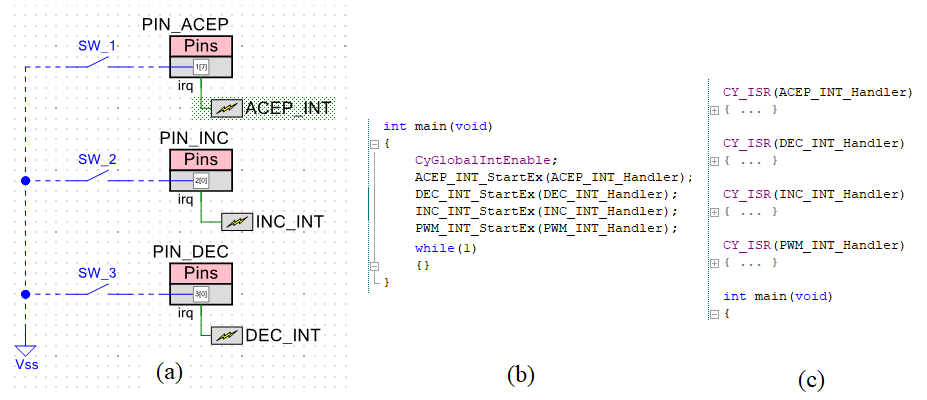 PIN_ACEP
SW_1
Pins
1[7]
irq
ACEP_INT
PIN_INC
SW_2
Pins
2[0]
irq
INC_INT
PIN_DEC
SW_3
Pins
3[0]
irq
DEC_INT
Vss
(a)
int main(void)
{
CyGlobalIntEnable;
ACEP_INT_StartEx(ACEP_INT_Handler);
DEC_INT_StartEx(DEC_INT_Handler);
INC_INT_StartEx(INC_INT_Handler);
PWM_INT_StartEx(PWM_INT_Handler);
while(1)
{}
}
(b)
CY_ISR(ACEP_INT_Handler)
{ ... }
CY_ISR(DEC_INT_Handler)
{ ... }
CY_ISR(INC_INT_Handler)
{ ... }
CY_ISR(PWM_INT_Handler)
{ ... }
int main(void)
{
(c)